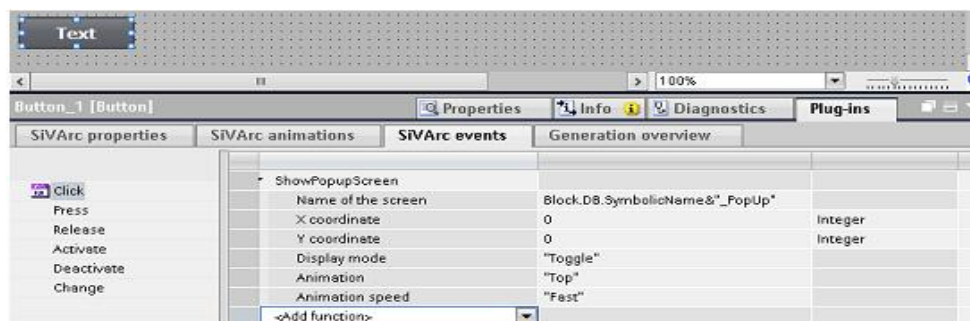 Text
100%
Button_1 [Button]
Properties
Info
Diagnostics
Plug-ins
SiVArc properties
SiVArc animations
SiVArc events
Generation overview
Click
Press
Release
Activate
Deactivate
Change
ShowPopupScreen
Name of the screen Block.DB.SymbolicName&"_PopUp"
X coordinate 0 Integer
Y coordinate 0 Integer
Display mode "Toggle"
Animation "Top"
Animation speed "Fast"
<Add function>